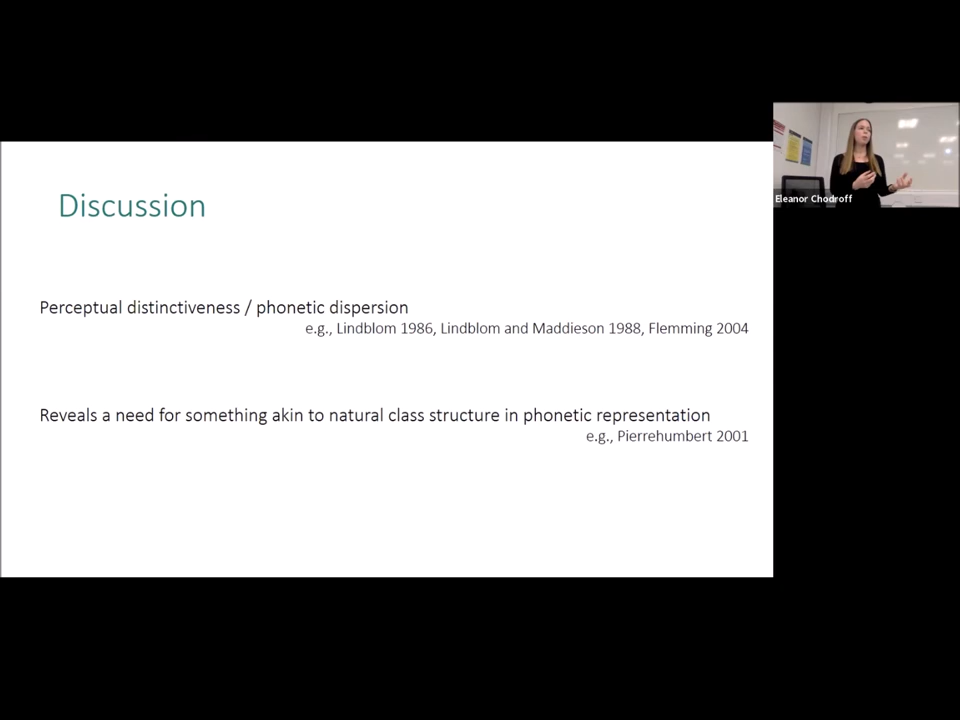 Discussion
Perceptual distinctiveness / phonetic dispersion
e.g., Lindblom 1986, Lindblom and Maddieson 1988, Flemming 2004
Reveals a need for something akin to natural class structure in phonetic representation
e.g., Pierrehumbert 2001
Eleanor Chodroff